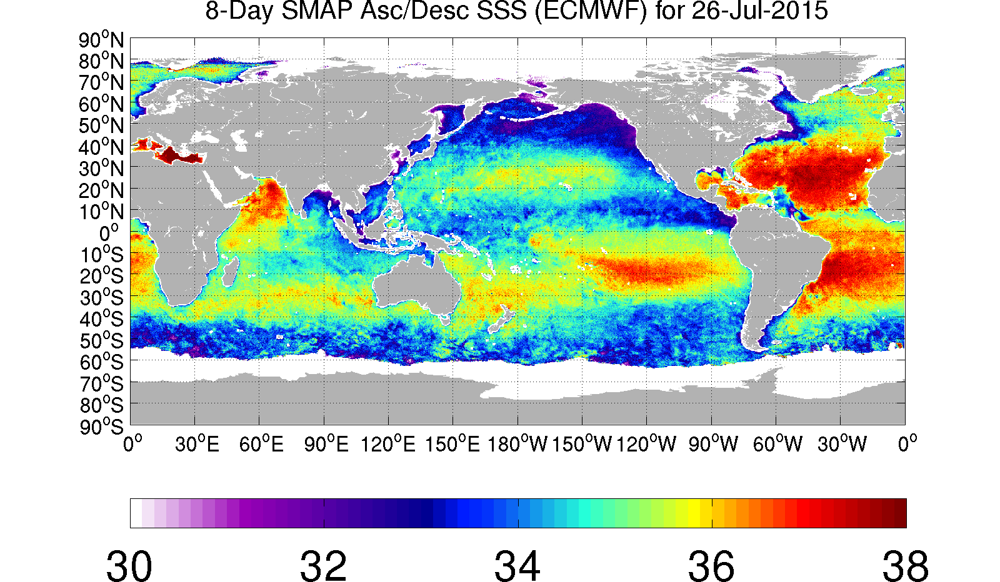 8-Day SMAP Asc/Desc SSS (ECMWF) for 26-Jul-2015
90°N
80°N
70°N
60°N
50°N
40°N
30°N
20°N
10°N
0°
10°S
20°S
30°S
40°S
50°S
60°S
70°S
80°S
90°S
0° 30°E 60°E 90°E 120°E 150°E 180°W 150°W 120°W 90°W 60°W 30°W 0°
30 32 34 36 38